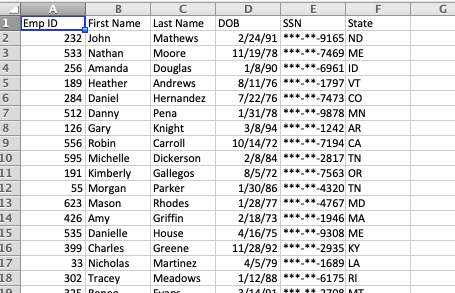 A B C D E F G
1 Emp ID First Name Last Name DOB SSN State
2 232 John Mathews 2/24/91 ***-**-9165 ND
3 533 Nathan Moore 11/19/78 ***-**-7469 ME
4 256 Amanda Douglas 1/8/90 ***-**-6961 ID
5 189 Heather Andrews 8/11/76 ***-**-1797 VT
6 284 Daniel Hernandez 7/22/76 ***-**-7473 CO
7 512 Danny Pena 1/31/78 ***-**-9878 MN
8 126 Gary Knight 3/8/94 ***-**-1242 AR
9 556 Robin Carroll 10/14/72 ***-**-7194 CA
10 595 Michelle Dickerson 2/8/84 ***-**-2817 TN
11 191 Kimberly Gallegos 8/5/72 ***-**-7563 OR
12 55 Morgan Parker 1/30/86 ***-**-4320 TN
13 623 Mason Rhodes 1/28/77 ***-**-4767 MD
14 426 Amy Griffin 2/18/73 ***-**-1946 MA
15 535 Danielle House 4/16/75 ***-**-9308 ME
16 399 Charles Greene 11/28/92 ***-**-2935 KY
17 33 Nicholas Martinez 4/5/79 ***-**-1689 LA
18 302 Tracey Meadows 1/12/88 ***-**-6175 RI